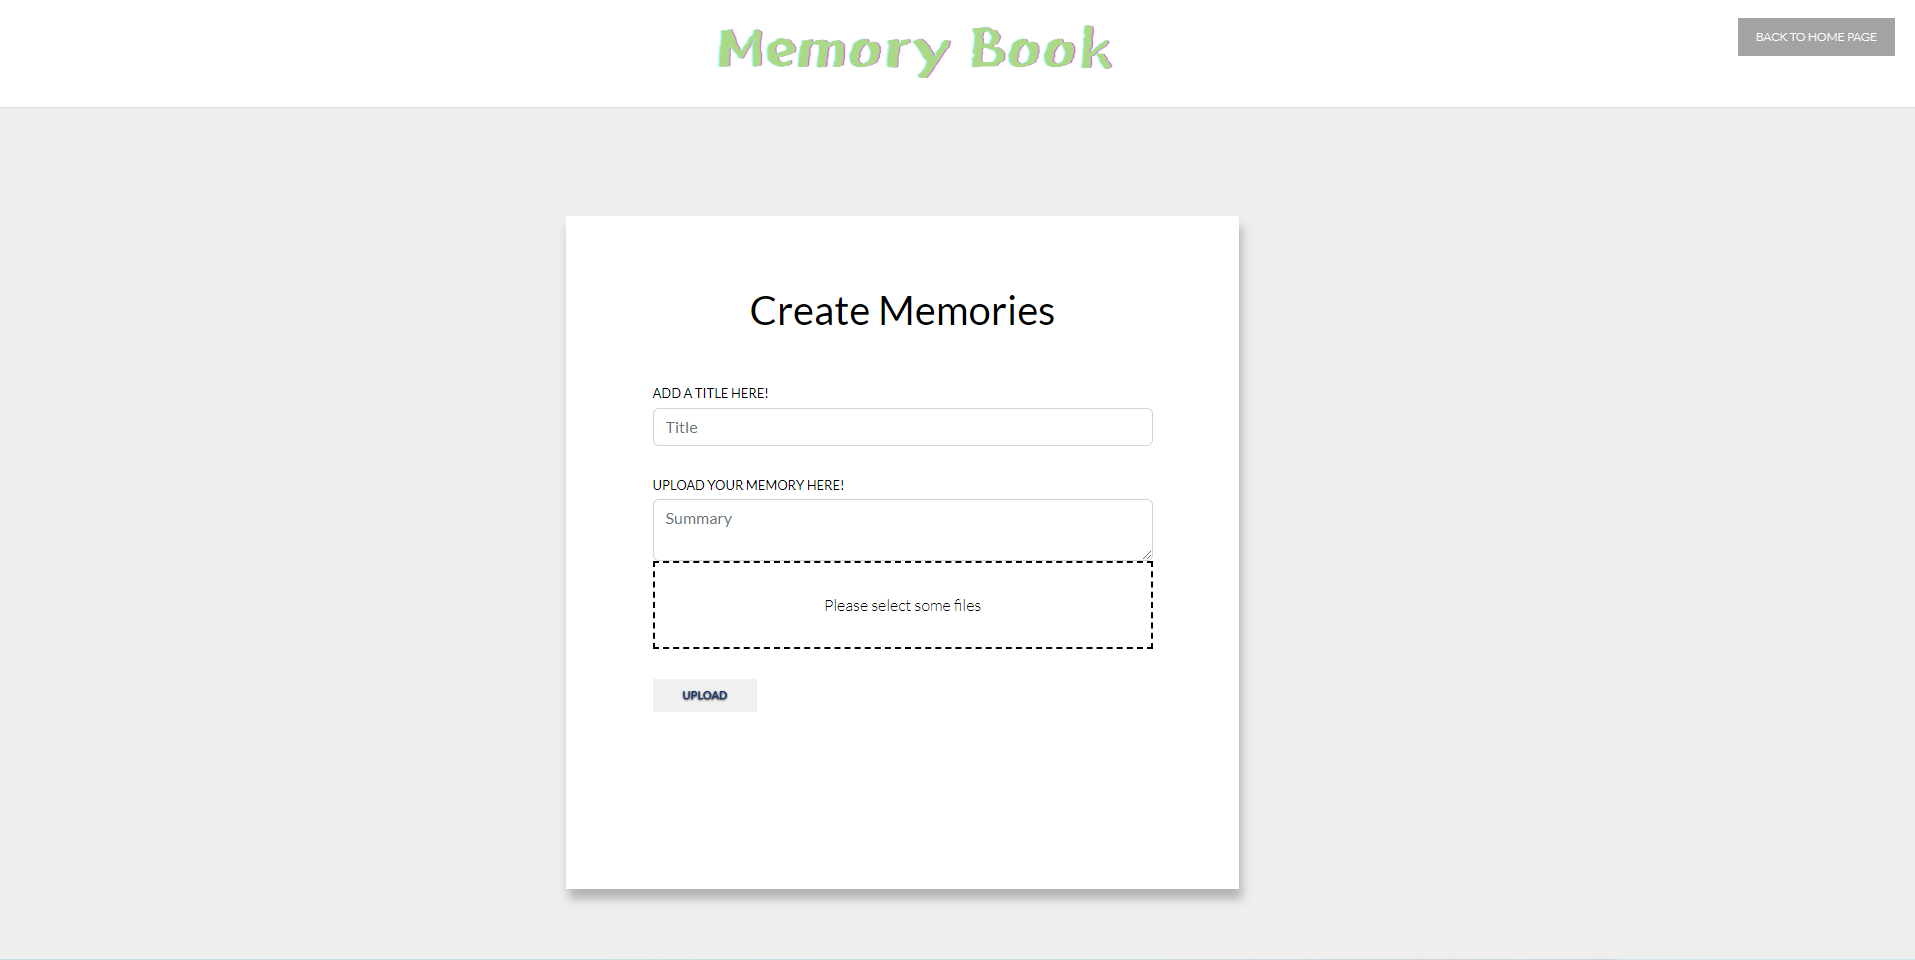 Memory Book
BACK TO HOME PAGE
Create Memories
ADD A TITLE HERE!
Title
UPLOAD YOUR MEMORY HERE!
Summary
Please select some files
UPLOAD